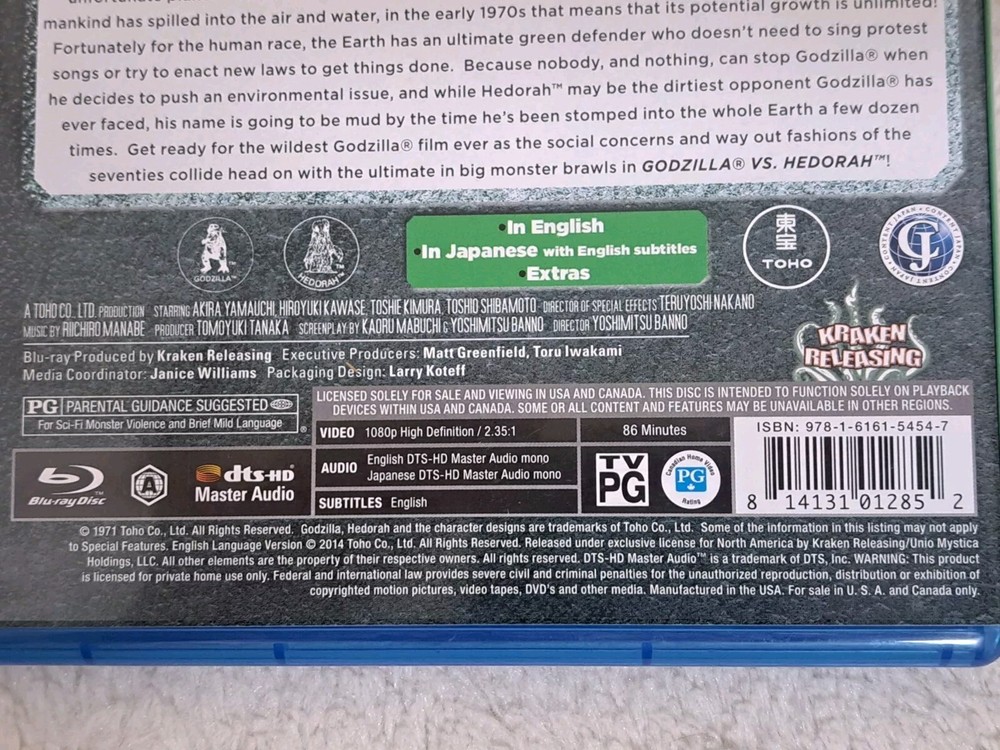 mankind has spilled into the air and water, in the early 1970s that means that its potential growth is unlimited!
Fortunately for the human race, the Earth has an ultimate green defender who doesn't need to sing protest
songs or try to enact new laws to get things done. Because nobody, and nothing, can stop Godzilla® when
he decides to push an environmental issue, and while Hedorah™ may be the dirtiest opponent Godzilla® has
ever faced, his name is going to be mud by the time he's been stomped into the whole Earth a few dozen
times. Get ready for the wildest Godzilla® film ever as the social concerns and way out fashions of the
seventies collide head on with the ultimate in big monster brawls in GODZILLA® VS. HEDORAH™!
GODZILLA™
HEDORAH™
•In English
•In Japanese with English subtitles
•Extras
東宝
TOHO
CONTENT JAPAN • CONTENT JAPAN
CJ
A TOHO CO., LTD. PRODUCTION STARRING AKIRA YAMAUCHI, HIROYUKI KAWASE, TOSHIE KIMURA, TOSHIO SHIBAMOTO DIRECTOR OF SPECIAL EFFECTS TERUYOSHI NAKANO
MUSIC BY RIICHIRO MANABE PRODUCER TOMOYUKI TANAKA SCREENPLAY BY KAORU MABUCHI & YOSHIMITSU BANNO DIRECTOR YOSHIMITSU BANNO
KRAKEN
RELEASING
Blu-ray Produced by Kraken Releasing Executive Producers: Matt Greenfield, Toru Iwakami
Media Coordinator: Janice Williams Packaging Design: Larry Koteff
PG PARENTAL GUIDANCE SUGGESTED
For Sci-Fi Monster Violence and Brief Mild Language
®
LICENSED SOLELY FOR SALE AND VIEWING IN USA AND CANADA. THIS DISC IS INTENDED TO FUNCTION SOLELY ON PLAYBACK
DEVICES WITHIN USA AND CANADA. SOME OR ALL CONTENT AND FEATURES MAY BE UNAVAILABLE IN OTHER REGIONS.
VIDEO 1080p High Definition / 2.35:1
86 Minutes
ISBN: 978-1-6161-5454-7
Blu-ray Disc
A
dts-HD
Master Audio
AUDIO English DTS-HD Master Audio mono
Japanese DTS-HD Master Audio mono
SUBTITLES English
TV
PG
Canadian Home Video
PG
Rating
8 14131 01285 2
© 1971 Toho Co., Ltd. All Rights Reserved. Godzilla, Hedorah and the character designs are trademarks of Toho Co., Ltd. Some of the information in this listing may not apply
to Special Features. English Language Version © 2014 Toho Co., Ltd. All Rights Reserved. Released under exclusive license for North America by Kraken Releasing/Unio Mystica
Holdings, LLC. All other elements are the property of their respective owners. All rights reserved. DTS-HD Master Audio™ is a trademark of DTS, Inc. WARNING: This product
is licensed for private home use only. Federal and international law provides severe civil and criminal penalties for the unauthorized reproduction, distribution or exhibition of
copyrighted motion pictures, video tapes, DVD's and other media. Manufactured in the USA. For sale in U. S. A. and Canada only.